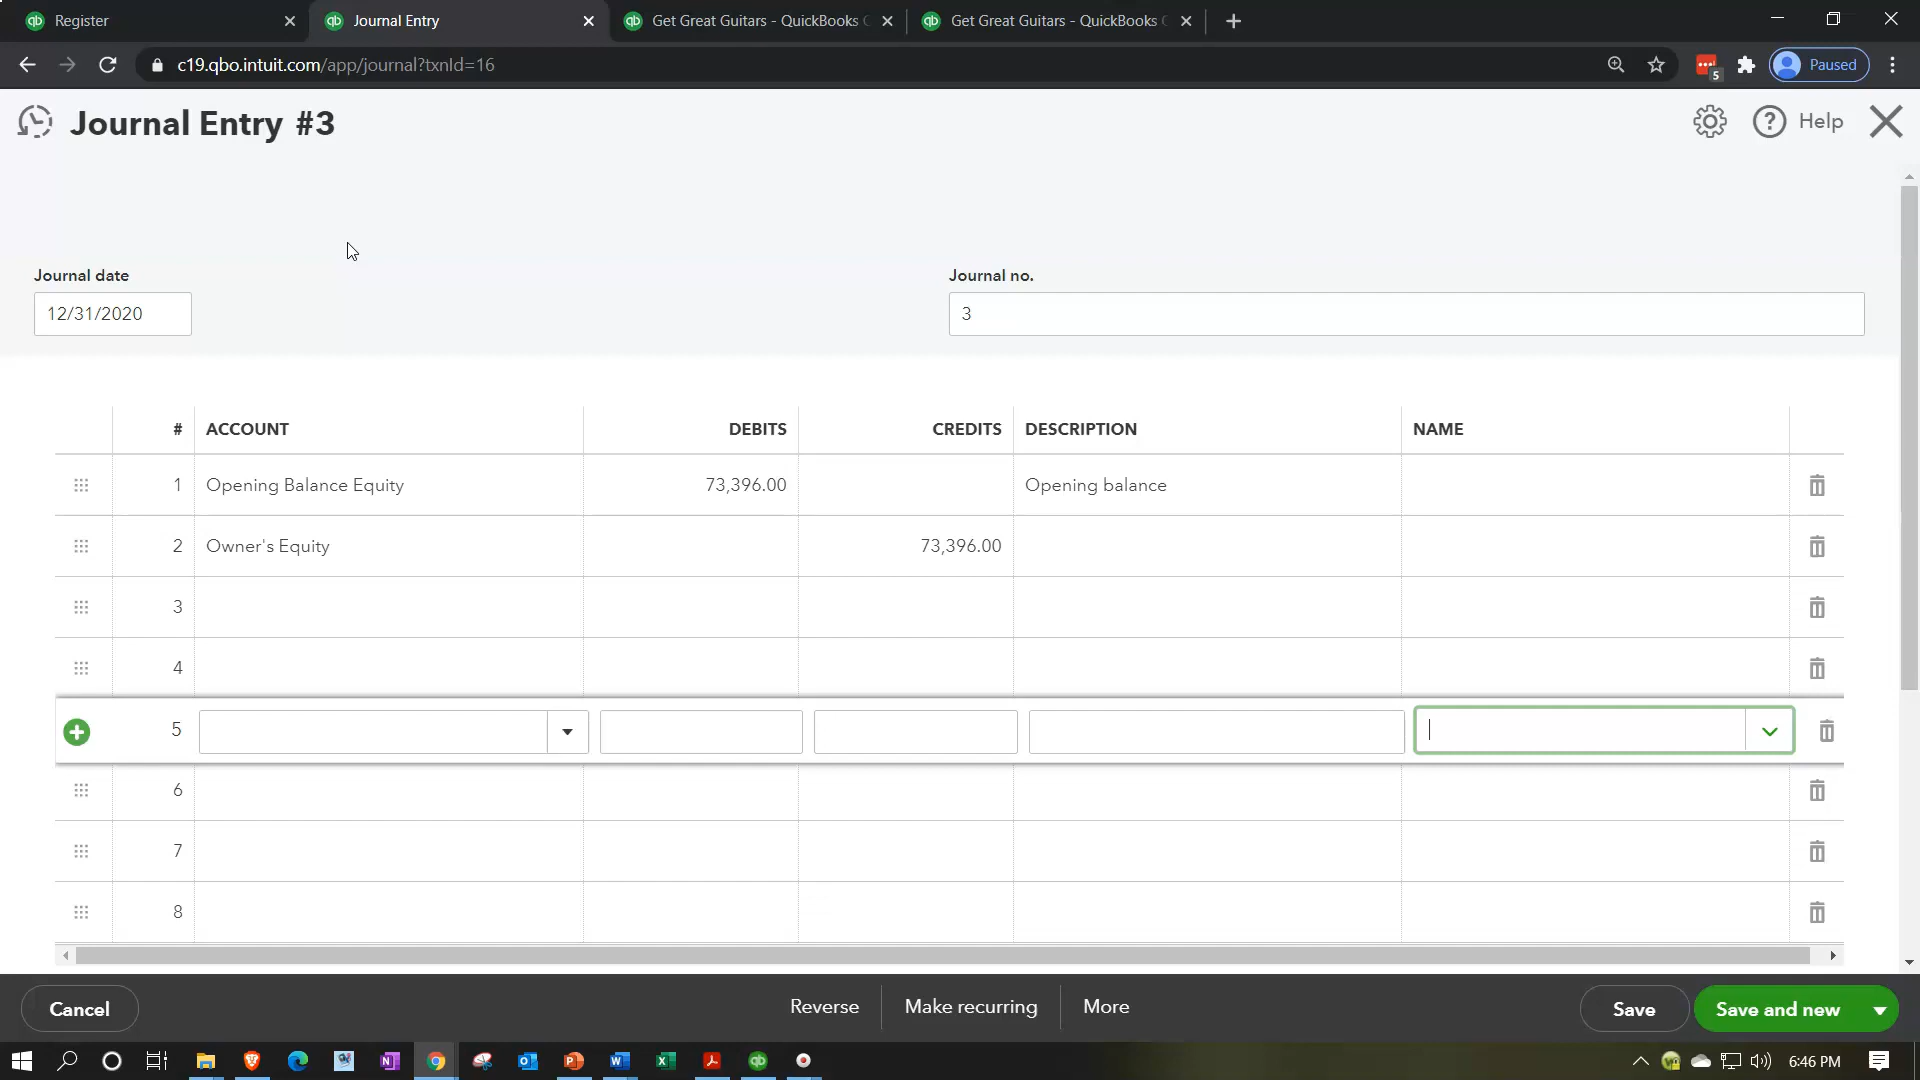 Register
Journal Entry
Get Great Guitars - QuickBooks
Get Great Guitars - QuickBooks
c19.qbo.intuit.com/app/journal?txnId=16
5
Paused
Journal Entry #3
Help
Journal date
Journal no.
12/31/2020
3
# ACCOUNT DEBITS CREDITS DESCRIPTION NAME
1 Opening Balance Equity 73,396.00 Opening balance
2 Owner's Equity 73,396.00
3
4
5
6
7
8
Cancel
Reverse
Make recurring
More
Save
Save and new
6:46 PM